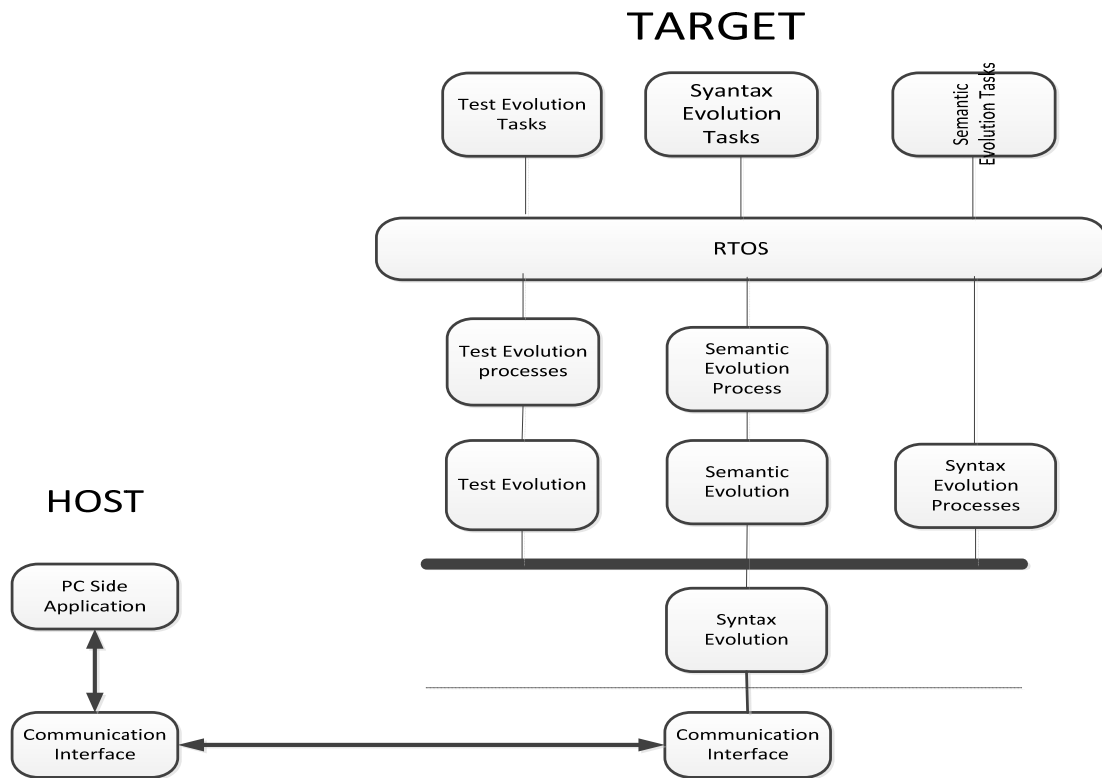 TARGET
Test Evolution
Tasks
Syantax
Evolution
Tasks
Semantic
Evolution Tasks
RTOS
Test Evolution
processes
Semantic
Evolution
Process
Test Evolution
Semantic
Evolution
Syntax
Evolution
Processes
HOST
PC Side
Application
Syntax
Evolution
Communication
Interface
Communication
Interface